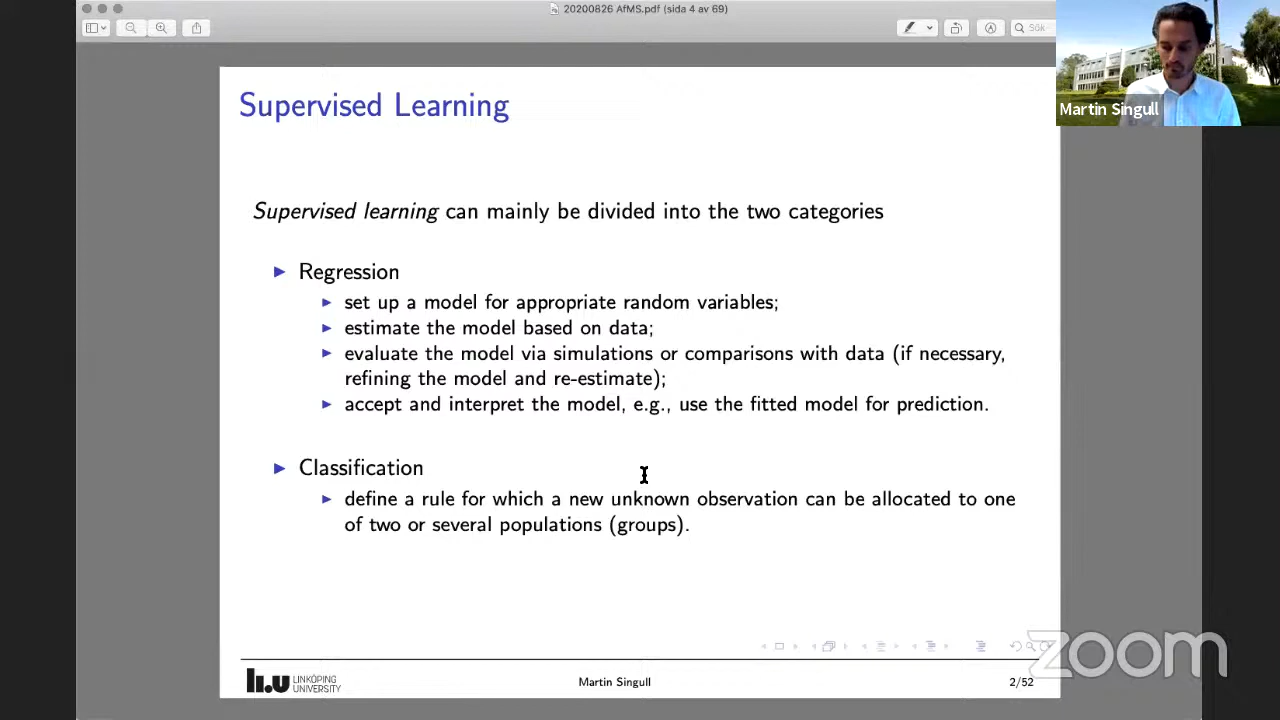 20200826 AfMS.pdf (sida 4 av 69)
Sök
Martin Singull
Supervised Learning
Supervised learning can mainly be divided into the two categories
Regression
set up a model for appropriate random variables;
estimate the model based on data;
evaluate the model via simulations or comparisons with data (if necessary,
refining the model and re-estimate);
accept and interpret the model, e.g., use the fitted model for prediction.
Classification
define a rule for which a new unknown observation can be allocated to one
of two or several populations (groups).
LiU LINKÖPING
UNIVERSITY
Martin Singull
2/52
zoom